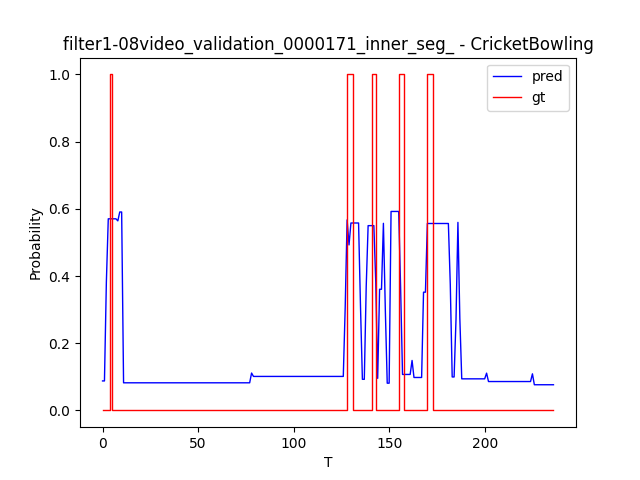 filter1-08video_validation_0000171_inner_seg_ - CricketBowling
pred
gt
1.0
0.8
0.6
0.4
0.2
0.0
Probability
0
50
100
150
200
T